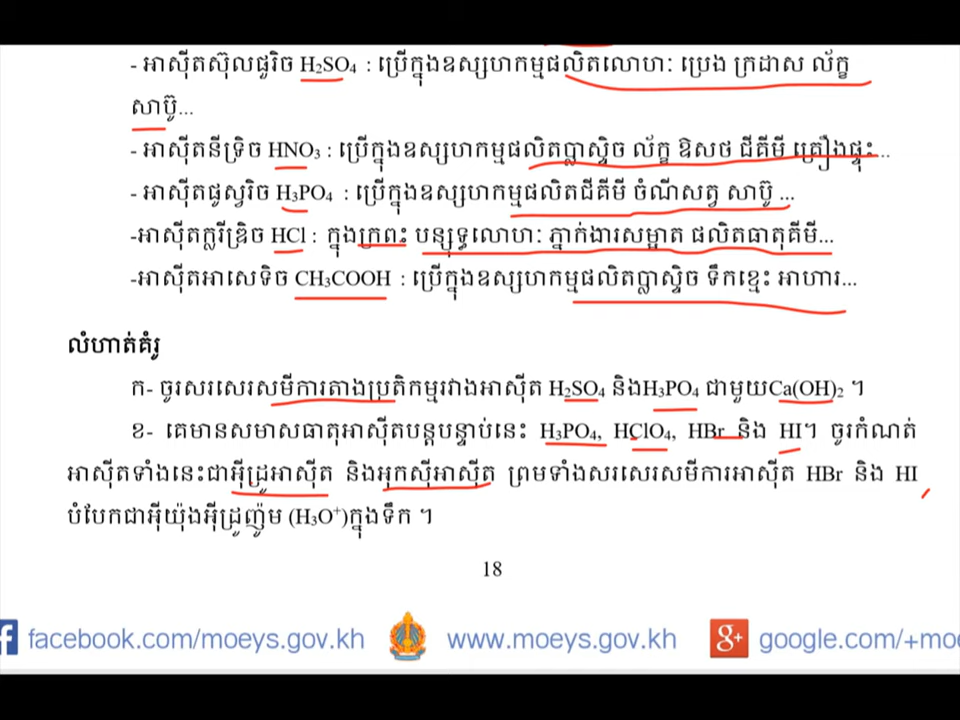 - អាស៊ីតស៊ុលផួរិច H₂SO₄ : ប្រើក្នុងឧស្សហកម្មផលិតលោហៈ ប្រេង ក្រដាស ល័ក្ខ
សាប៊ូ...
- អាស៊ីតនីទ្រិច HNO₃ : ប្រើក្នុងឧស្សហកម្មផលិតប្លាស្ទិច ល័ក្ខ ឱសថ ជីគីមី គ្រឿងផ្ទុះ...
- អាស៊ីតផូស្វរិច H₃PO₄ : ប្រើក្នុងឧស្សហកម្មផលិតជីគីមី ចំណីសត្វ សាប៊ូ ...
-អាស៊ីតក្លរីឌ្រិច HCl : ក្នុងក្រពះ បន្សុទ្ធលោហៈ ភ្នាក់ងារសម្អាត ផលិតធាតុគីមី...
-អាស៊ីតអាសេទិច CH₃COOH : ប្រើក្នុងឧស្សហកម្មផលិតប្លាស្ទិច ទឹកខ្មេះ អាហារ...
លំហាត់គំរូ
ក- ចូរសរសេរសមីការតាងប្រតិកម្មរវាងអាស៊ីត H₂SO₄ និងH₃PO₄ ជាមួយCa(OH)₂ ។
ខ- គេមានសមាសធាតុអាស៊ីតបន្តបន្ទាប់នេះ H₃PO₄, HClO₄, HBr និង HI។ ចូរកំណត់
អាស៊ីតទាំងនេះជាអ៊ីដ្រូអាស៊ីត និងអុកស៊ីអាស៊ីត ព្រមទាំងសរសេរសមីការអាស៊ីត HBr និង HI
បំបែកជាអ៊ីយ៉ុងអ៊ីដ្រូញ៉ូម (H₃O⁺)ក្នុងទឹក ។
18
facebook.com/moeys.gov.kh www.moeys.gov.kh google.com/+moe